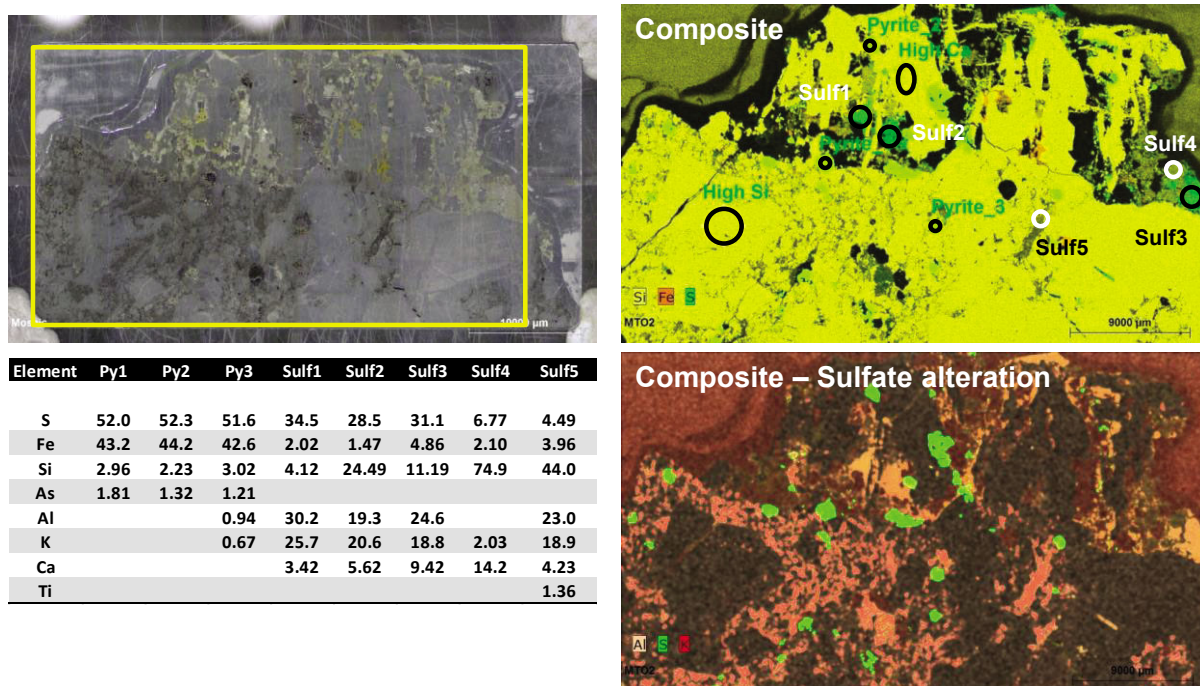 Composite
Pyrite_2
High Ca
Sulf1
Sulf2
Sulf4
High Si
Pyrite_3
Sulf5
Sulf3
Si Fe S
MTO2
9000 µm
10000 µm
Element Py1 Py2 Py3 Sulf1 Sulf2 Sulf3 Sulf4 Sulf5
S 52.0 52.3 51.6 34.5 28.5 31.1 6.77 4.49
Fe 43.2 44.2 42.6 2.02 1.47 4.86 2.10 3.96
Si 2.96 2.23 3.02 4.12 24.49 11.19 74.9 44.0
As 1.81 1.32 1.21
Al 0.94 30.2 19.3 24.6 23.0
K 0.67 25.7 20.6 18.8 2.03 18.9
Ca 3.42 5.62 9.42 14.2 4.23
Ti 1.36
Composite – Sulfate alteration
Al S K
MTO2
9000 µm